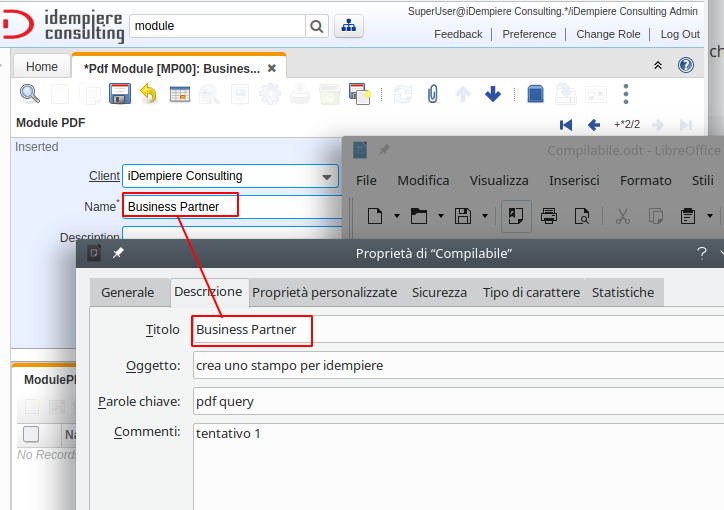 idempiere
consulting
module
SuperUser@iDempiere Consulting.*/iDempiere Consulting Admin
Feedback
Preference
Change Role
Log Out
Home
*Pdf Module [MP00]: Busines...
Module PDF
+*2/2
Inserted
Client
iDempiere Consulting
Name*
Business Partner
Description
Compilabile.odt - LibreOffice
File Modifica Visualizza Inserisci Formato Stili
Proprietà di “Compilabile”
Generale Descrizione Proprietà personalizzate Sicurezza Tipo di carattere Statistiche
Titolo
Business Partner
Oggetto:
crea uno stampo per idempiere
Parole chiave:
pdf query
Commenti:
tentativo 1
ModulePD
Na
No Records